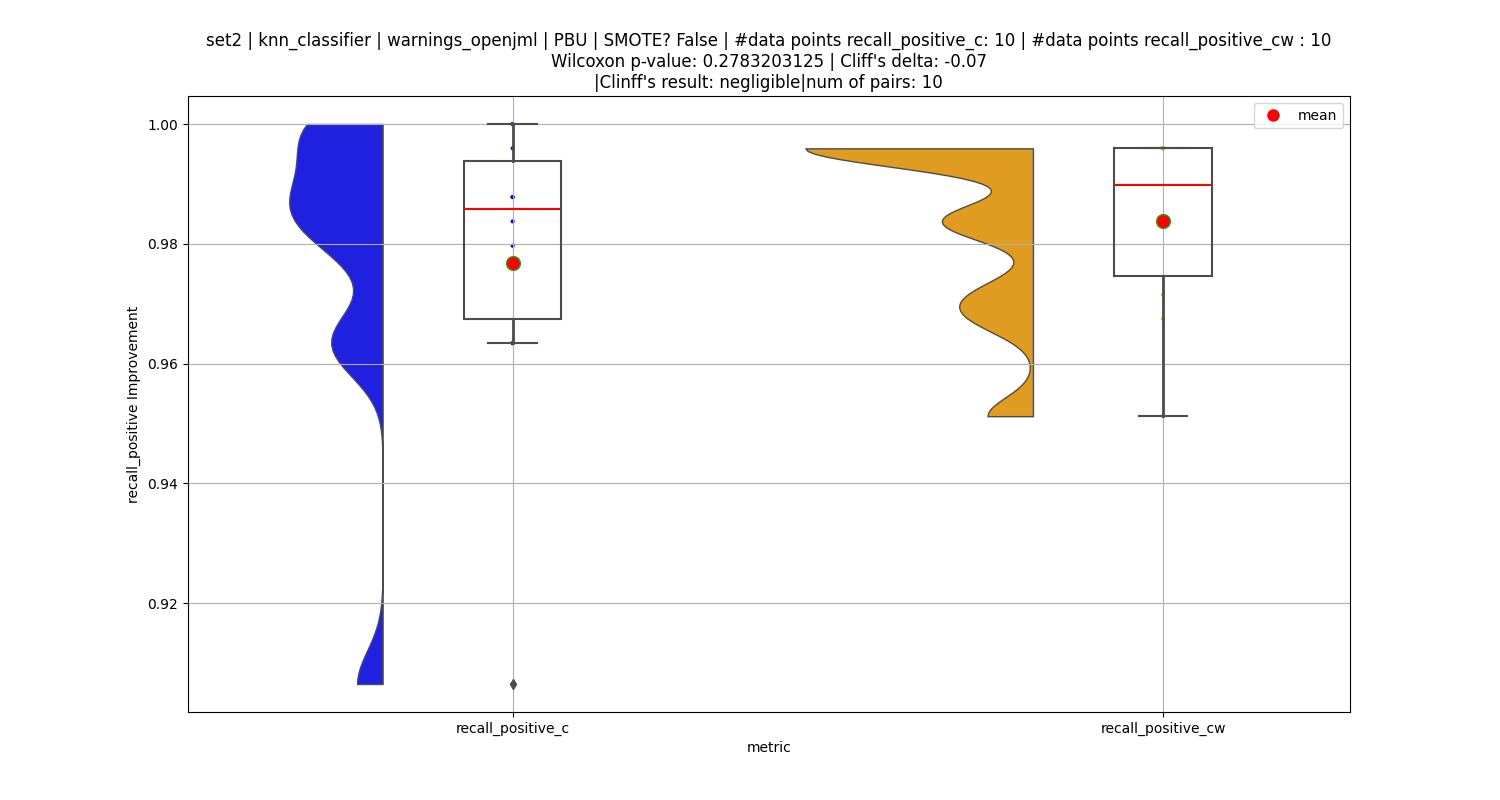 set2 | knn_classifier | warnings_openjml | PBU | SMOTE? False | #data points recall_positive_c: 10 | #data points recall_positive_cw : 10
Wilcoxon p-value: 0.2783203125 | Cliff's delta: -0.07
|Clinff's result: negligible|num of pairs: 10
mean
1.00
0.98
0.96
0.94
0.92
recall_positive Improvement
recall_positive_c
recall_positive_cw
metric